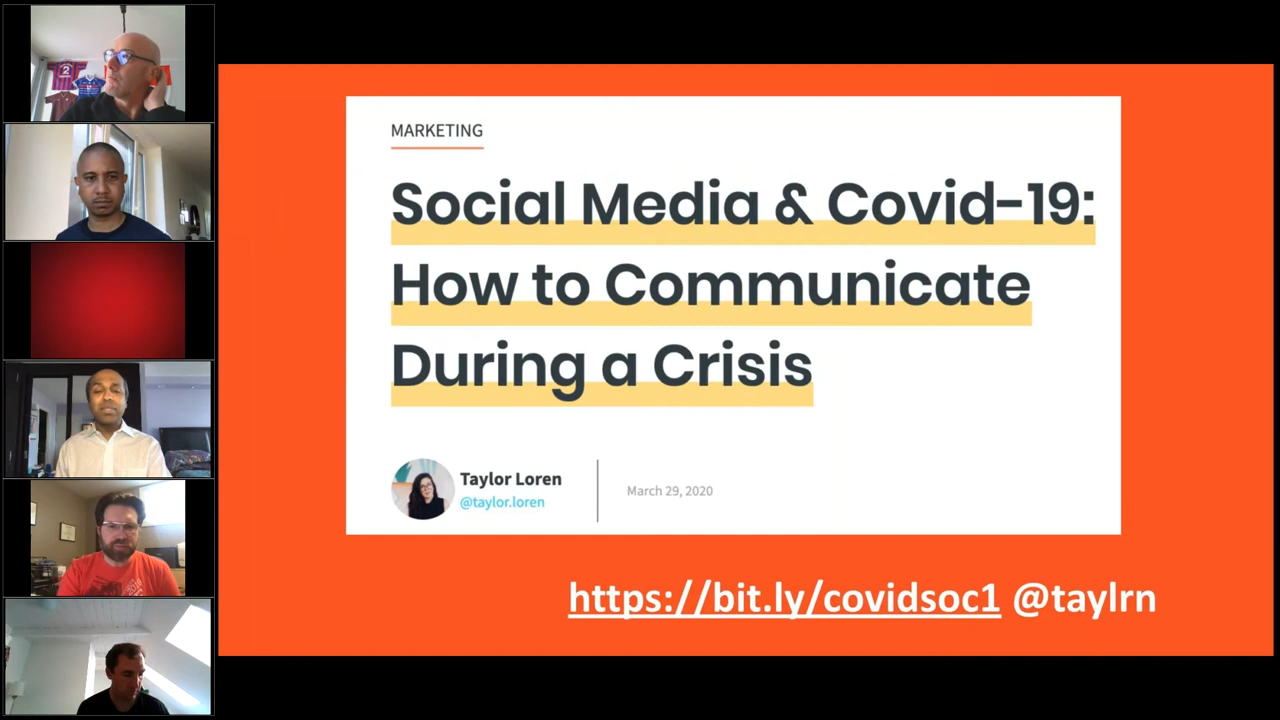 MARKETING
Social Media & Covid-19:
How to Communicate
During a Crisis
Taylor Loren
@taylor.loren
March 29, 2020
https://bit.ly/covidsoc1 @taylrn
2